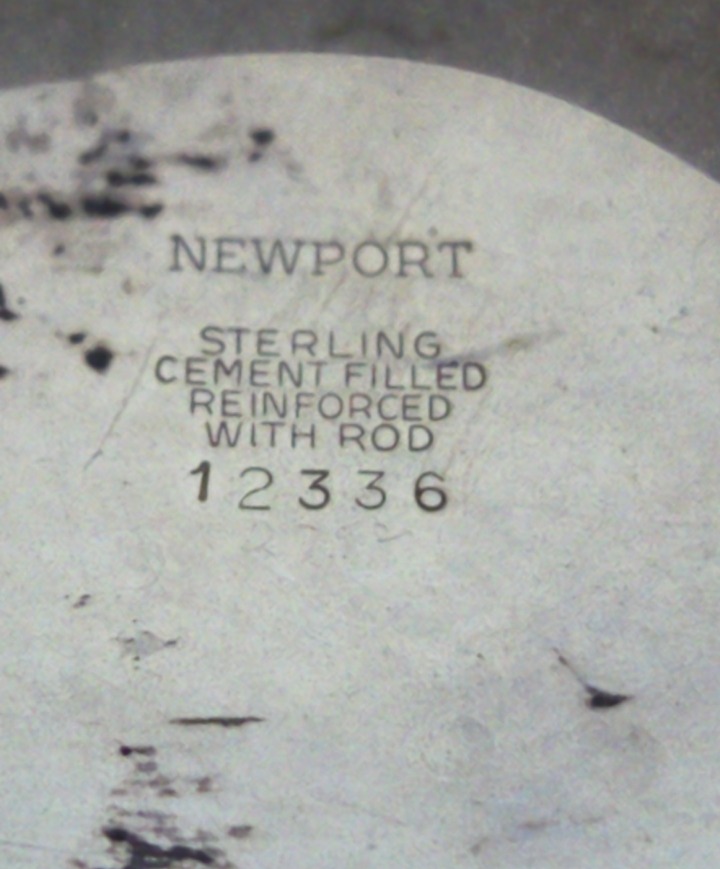 NEWPORT
STERLING
CEMENT FILLED
REINFORCED
WITH ROD
12336